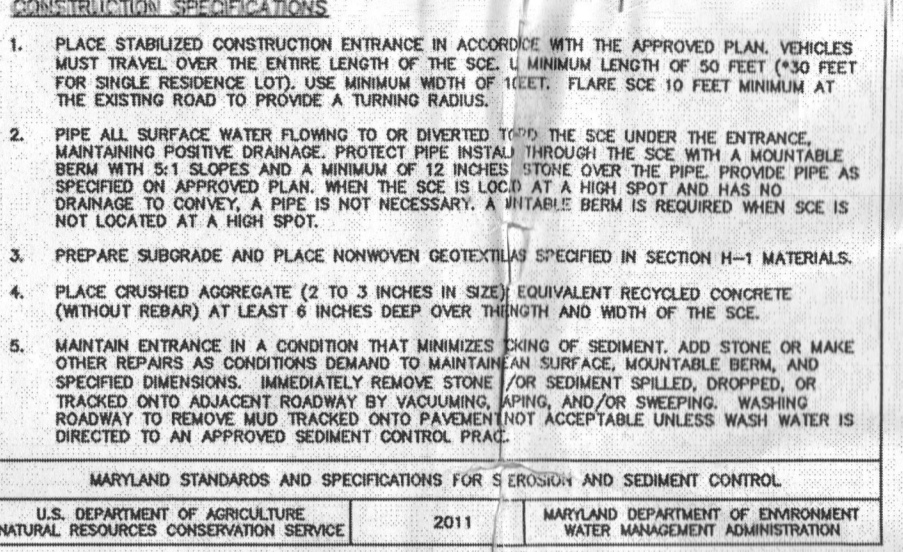 CONSTRUCTION SPECIFICATIONS
1. PLACE STABILIZED CONSTRUCTION ENTRANCE IN ACCORD CE WITH THE APPROVED PLAN. VEHICLES
MUST TRAVEL OVER THE ENTIRE LENGTH OF THE SCE. MINIMUM LENGTH OF 50 FEET (*30 FEET
FOR SINGLE RESIDENCE LOT). USE MINIMUM WIDTH OF EET. FLARE SCE 10 FEET MINIMUM AT
THE EXISTING ROAD TO PROVIDE A TURNING RADIUS.
2. PIPE ALL SURFACE WATER FLOWING TO OR DIVERTED THE SCE UNDER THE ENTRANCE,
MAINTAINING POSITIVE DRAINAGE. PROTECT PIPE INSTAL THROUGH THE SCE WITH A MOUNTABLE
BERM WITH 5:1 SLOPES AND A MINIMUM OF 12 INCHES STONE OVER THE PIPE. PROVIDE PIPE AS
SPECIFIED ON APPROVED PLAN. WHEN THE SCE IS LOC D AT A HIGH SPOT AND HAS NO
DRAINAGE TO CONVEY, A PIPE IS NOT NECESSARY. A NTABLE BERM IS REQUIRED WHEN SCE IS
NOT LOCATED AT A HIGH SPOT.
3. PREPARE SUBGRADE AND PLACE NONWOVEN GEOTEXTIL AS SPECIFIED IN SECTION H-1 MATERIALS.
4. PLACE CRUSHED AGGREGATE (2 TO 3 INCHES IN SIZE) EQUIVALENT RECYCLED CONCRETE
(WITHOUT REBAR) AT LEAST 6 INCHES DEEP OVER TH NGTH AND WIDTH OF THE SCE.
5. MAINTAIN ENTRANCE IN A CONDITION THAT MINIMIZES CKING OF SEDIMENT. ADD STONE OR MAKE
OTHER REPAIRS AS CONDITIONS DEMAND TO MAINTAIN EAN SURFACE, MOUNTABLE BERM, AND
SPECIFIED DIMENSIONS. IMMEDIATELY REMOVE STONE /OR SEDIMENT SPILLED, DROPPED, OR
TRACKED ONTO ADJACENT ROADWAY BY VACUUMING, APING, AND/OR SWEEPING. WASHING
ROADWAY TO REMOVE MUD TRACKED ONTO PAVEMENT NOT ACCEPTABLE UNLESS WASH WATER IS
DIRECTED TO AN APPROVED SEDIMENT CONTROL PRAC .
MARYLAND STANDARDS AND SPECIFICATIONS FOR S EROSION AND SEDIMENT CONTROL
U.S. DEPARTMENT OF AGRICULTURE
NATURAL RESOURCES CONSERVATION SERVICE
2011
MARYLAND DEPARTMENT OF ENVIRONMENT
WATER MANAGEMENT ADMINISTRATION